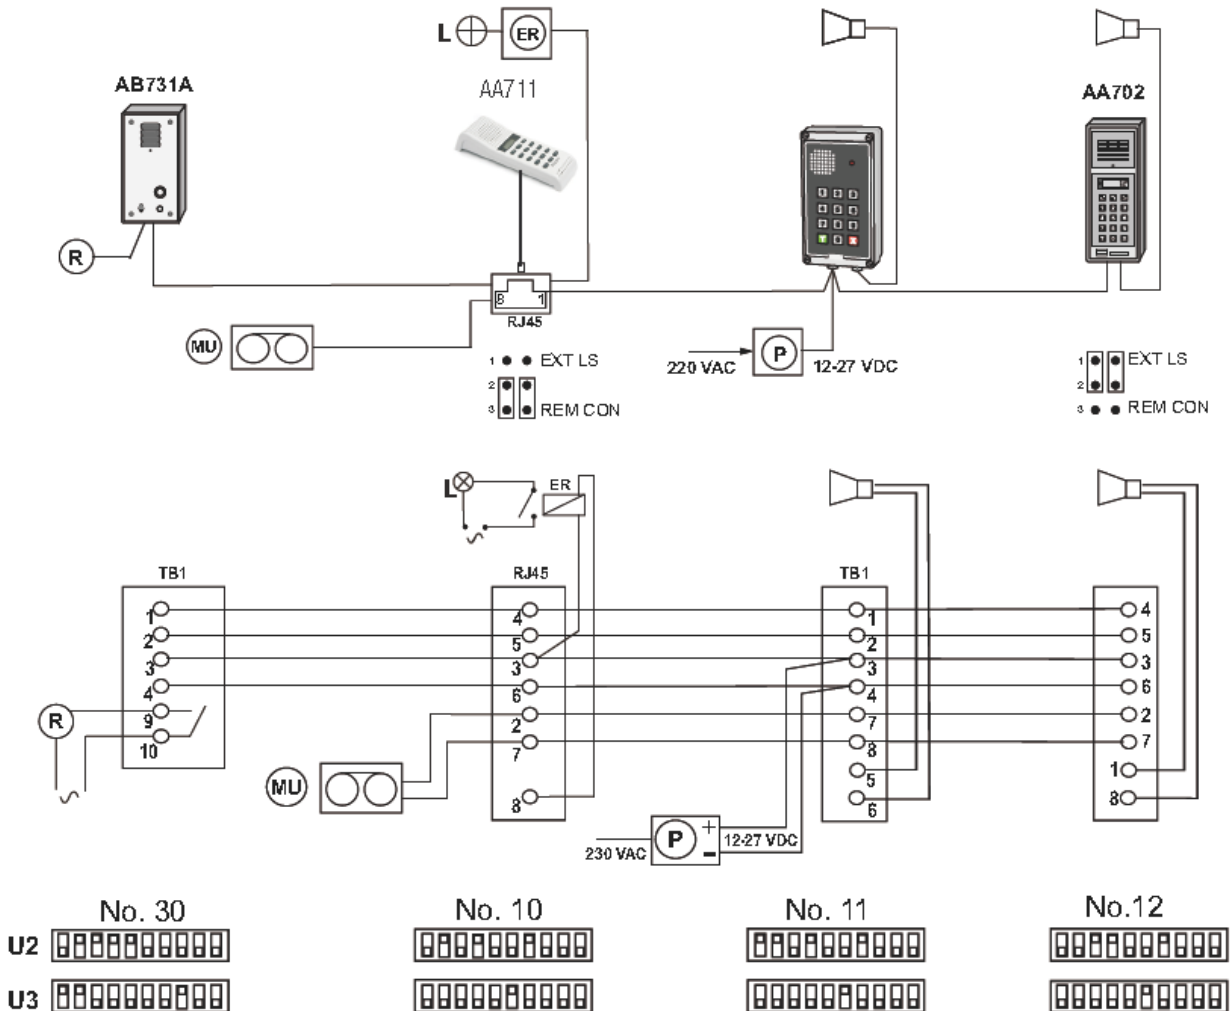 L ER
AB731A
AA711
AA702
R
MU
8 1
RJ45
1 EXT LS
2
3 REM CON
220 VAC P 12-27 VDC
1 EXT LS
2
3 REM CON
L ER
TB1 RJ45 TB1
1 4 1 4
2 5 2 5
3 3 3 3
4 6 4 6
R 9 2 7 2
10 7 8 7
MU 5 1
8 6 8
230 VAC P + 12-27 VDC
-
No. 30 No. 10 No. 11 No.12
U2
U3